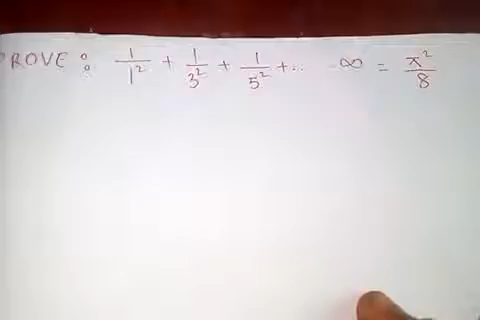 PROVE : 1/1² + 1/3² + 1/5² + ... ∞ = π²/8